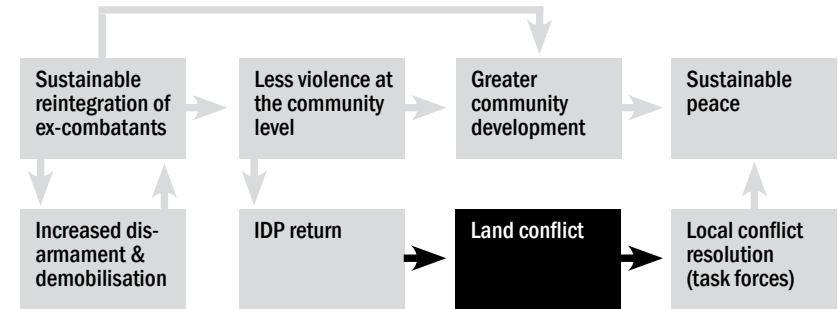 Sustainable
reintegration of
ex-combatants
Less violence at
the community
level
Greater
community
development
Sustainable
peace
Increased dis-
armament &
demobilisation
IDP return
Land conflict
Local conflict
resolution
(task forces)